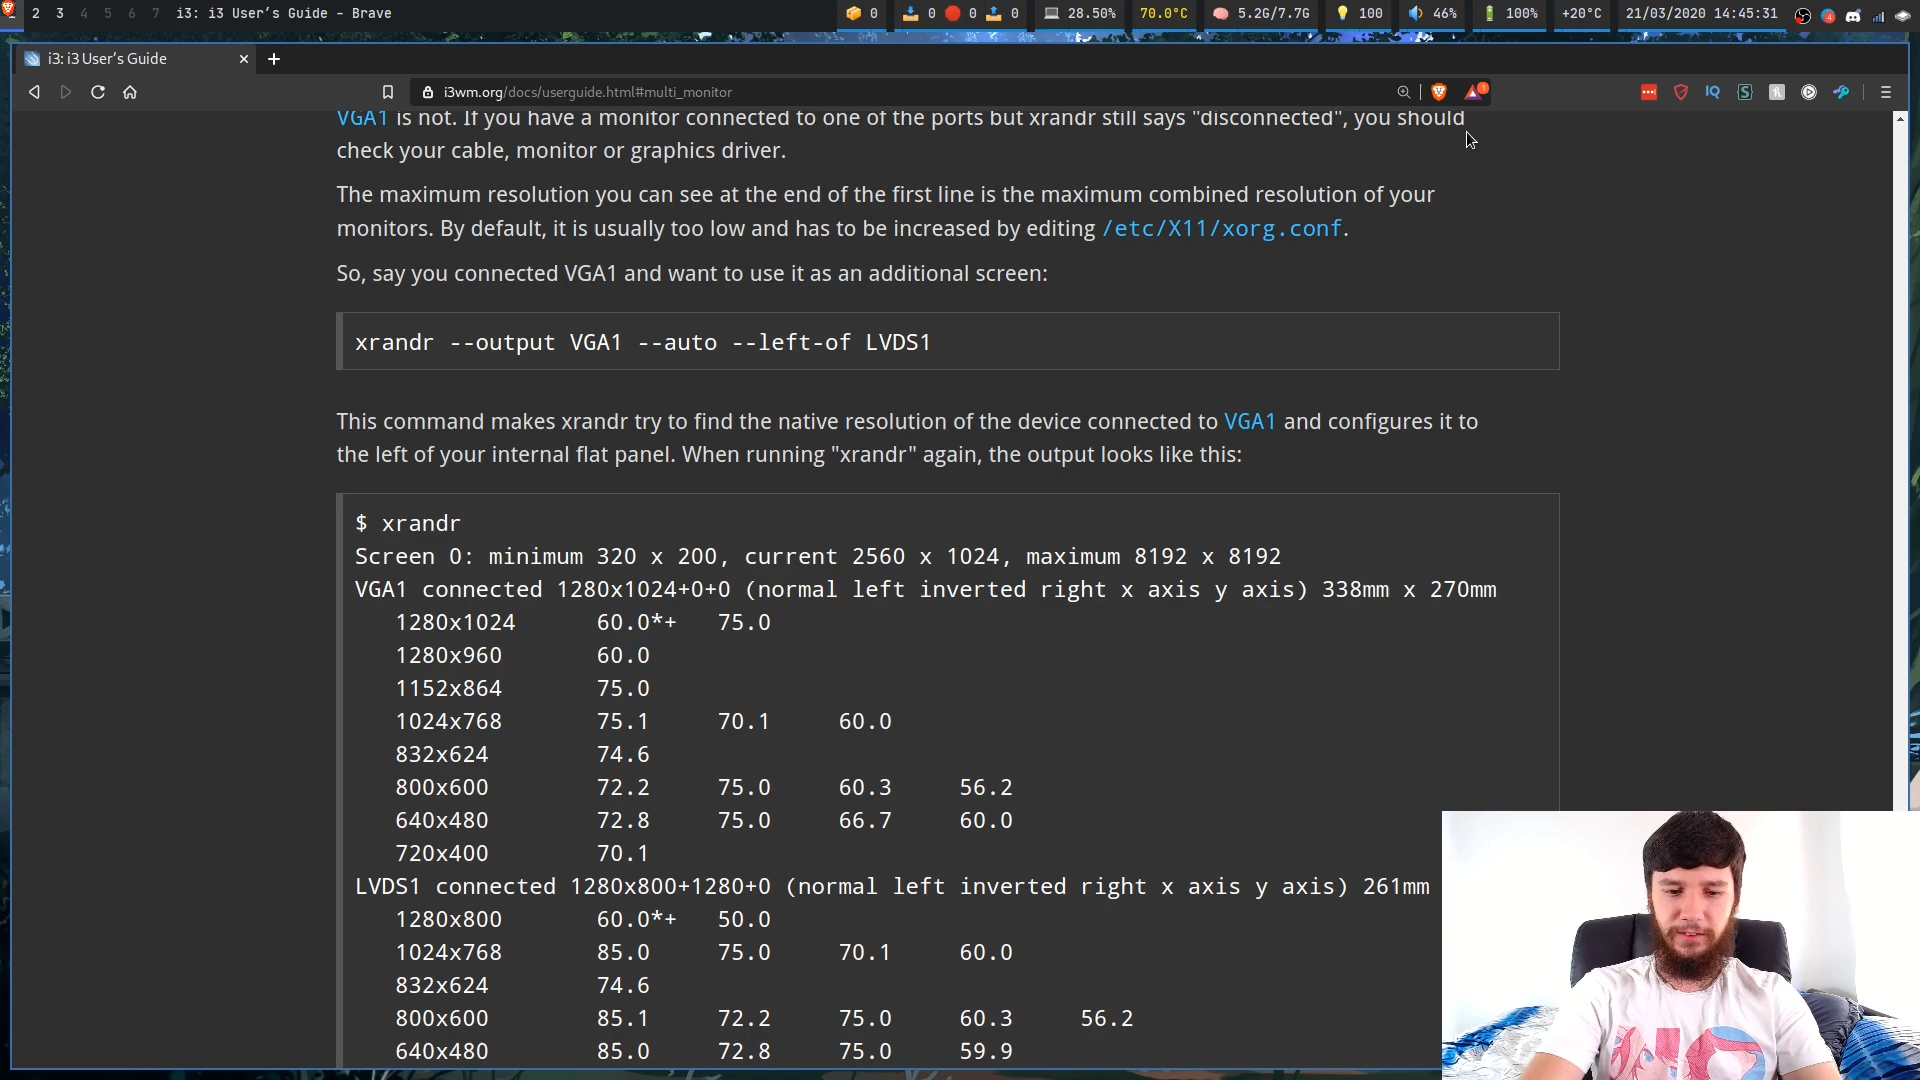 2 3 4 5 6 7 i3: i3 User’s Guide - Brave 0 0 0 0 28.50% 70.0°C 5.2G/7.7G 100 46% 100% +20°C 21/03/2020 14:45:31 4
i3: i3 User’s Guide
i3wm.org/docs/userguide.html#multi_monitor 1 IQ S
VGA1 is not. If you have a monitor connected to one of the ports but xrandr still says "disconnected", you should
check your cable, monitor or graphics driver.
The maximum resolution you can see at the end of the first line is the maximum combined resolution of your
monitors. By default, it is usually too low and has to be increased by editing /etc/X11/xorg.conf.
So, say you connected VGA1 and want to use it as an additional screen:
xrandr --output VGA1 --auto --left-of LVDS1
This command makes xrandr try to find the native resolution of the device connected to VGA1 and configures it to
the left of your internal flat panel. When running "xrandr" again, the output looks like this:
$ xrandr
Screen 0: minimum 320 x 200, current 2560 x 1024, maximum 8192 x 8192
VGA1 connected 1280x1024+0+0 (normal left inverted right x axis y axis) 338mm x 270mm
1280x1024 60.0*+ 75.0
1280x960 60.0
1152x864 75.0
1024x768 75.1 70.1 60.0
832x624 74.6
800x600 72.2 75.0 60.3 56.2
640x480 72.8 75.0 66.7 60.0
720x400 70.1
LVDS1 connected 1280x800+1280+0 (normal left inverted right x axis y axis) 261mm
1280x800 60.0*+ 50.0
1024x768 85.0 75.0 70.1 60.0
832x624 74.6
800x600 85.1 72.2 75.0 60.3 56.2
640x480 85.0 72.8 75.0 59.9